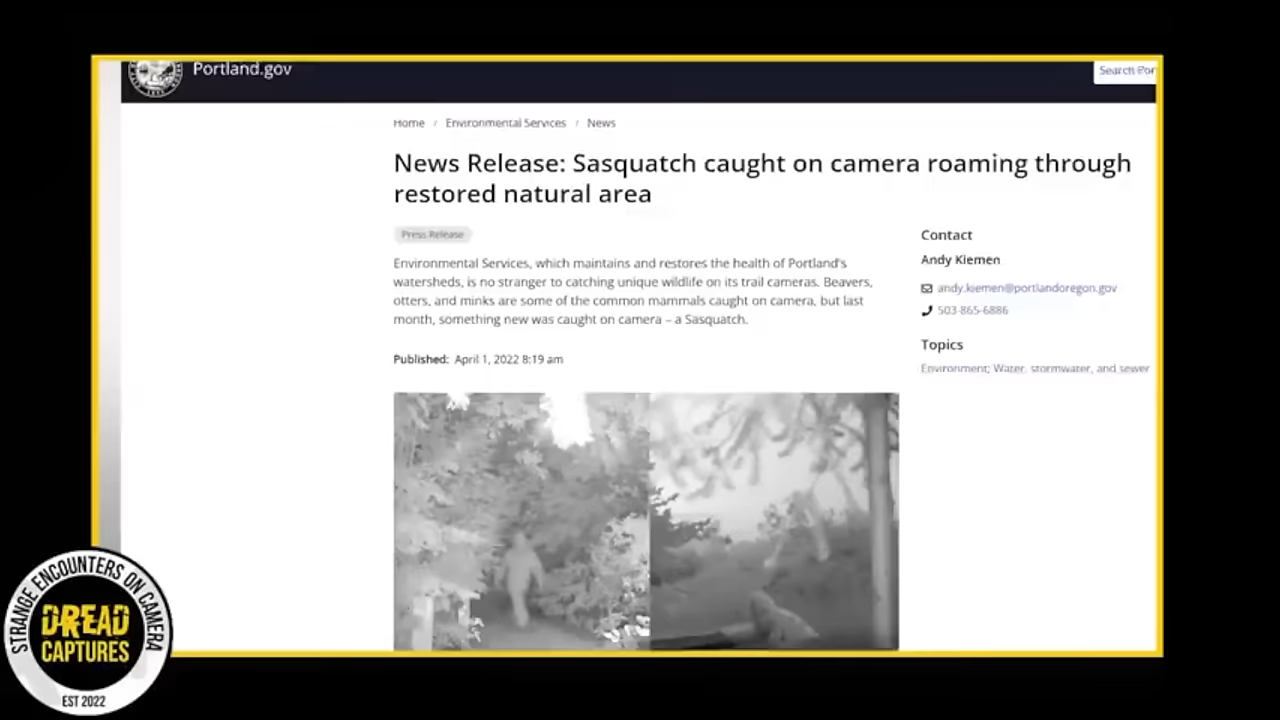 Portland.gov
Search Por
Home / Environmental Services / News
News Release: Sasquatch caught on camera roaming through
restored natural area
Press Release
Environmental Services, which maintains and restores the health of Portland's
watersheds, is no stranger to catching unique wildlife on its trail cameras. Beavers,
otters, and minks are some of the common mammals caught on camera, but last
month, something new was caught on camera – a Sasquatch.
Published: April 1, 2022 8:19 am
Contact
Andy Kiemen
andy.kiemen@portlandoregon.gov
503-865-6886
Topics
Environment; Water, stormwater, and sewer
STRANGE ENCOUNTERS ON CAMERA
DREAD
CAPTURES
EST 2022